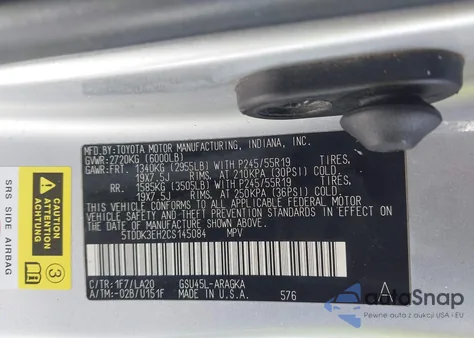 MFD.BY:TOYOTA MOTOR MANUFACTURING, INDIANA, INC.
GVWR:2720KG (6000LB)
GAWR:FRT. 1340KG (2955LB) WITH P245/55R19 TIRES,
19X7.5J RIMS, AT 210KPA (30PSI) COLD
RR. 1585KG (3505LB) WITH P245/55R19 TIRES,
19X7.5J RIMS, AT 250KPA (36PSI) COLD
THIS VEHICLE CONFORMS TO ALL APPLICABLE
FEDERAL MOTOR VEHICLE SAFETY STANDARDS IN EFFECT ON THE
DATE OF MANUFACTURE SHOWN ABOVE.
5TDDK3EH2CS145084 MPV
C/TR:1F7/LA20 GSU45L-ARAGKA
A/TM:-02B/U151F MADE IN U.S.A. 576 A
SRS SIDE AIRBAG
ATTENTION
ACHTUNG
3
autoSnap
Pewne auta z USA i EU